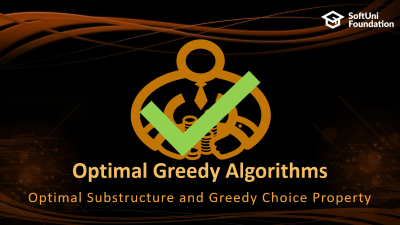 SoftUni
Foundation
Optimal Greedy Algorithms
Optimal Substructure and Greedy Choice Property